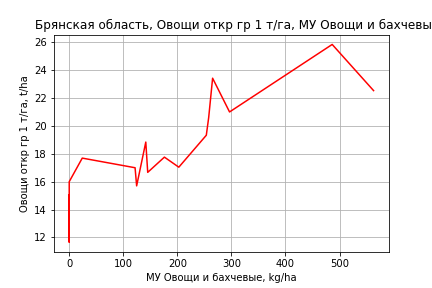 Брянская область, Овощи откр гр 1 т/га, МУ Овощи и бахчевы
Овощи откр гр 1 т/га, t/ha
26
24
22
20
18
16
14
12
0 100 200 300 400 500
МУ Овощи и бахчевые, kg/ha